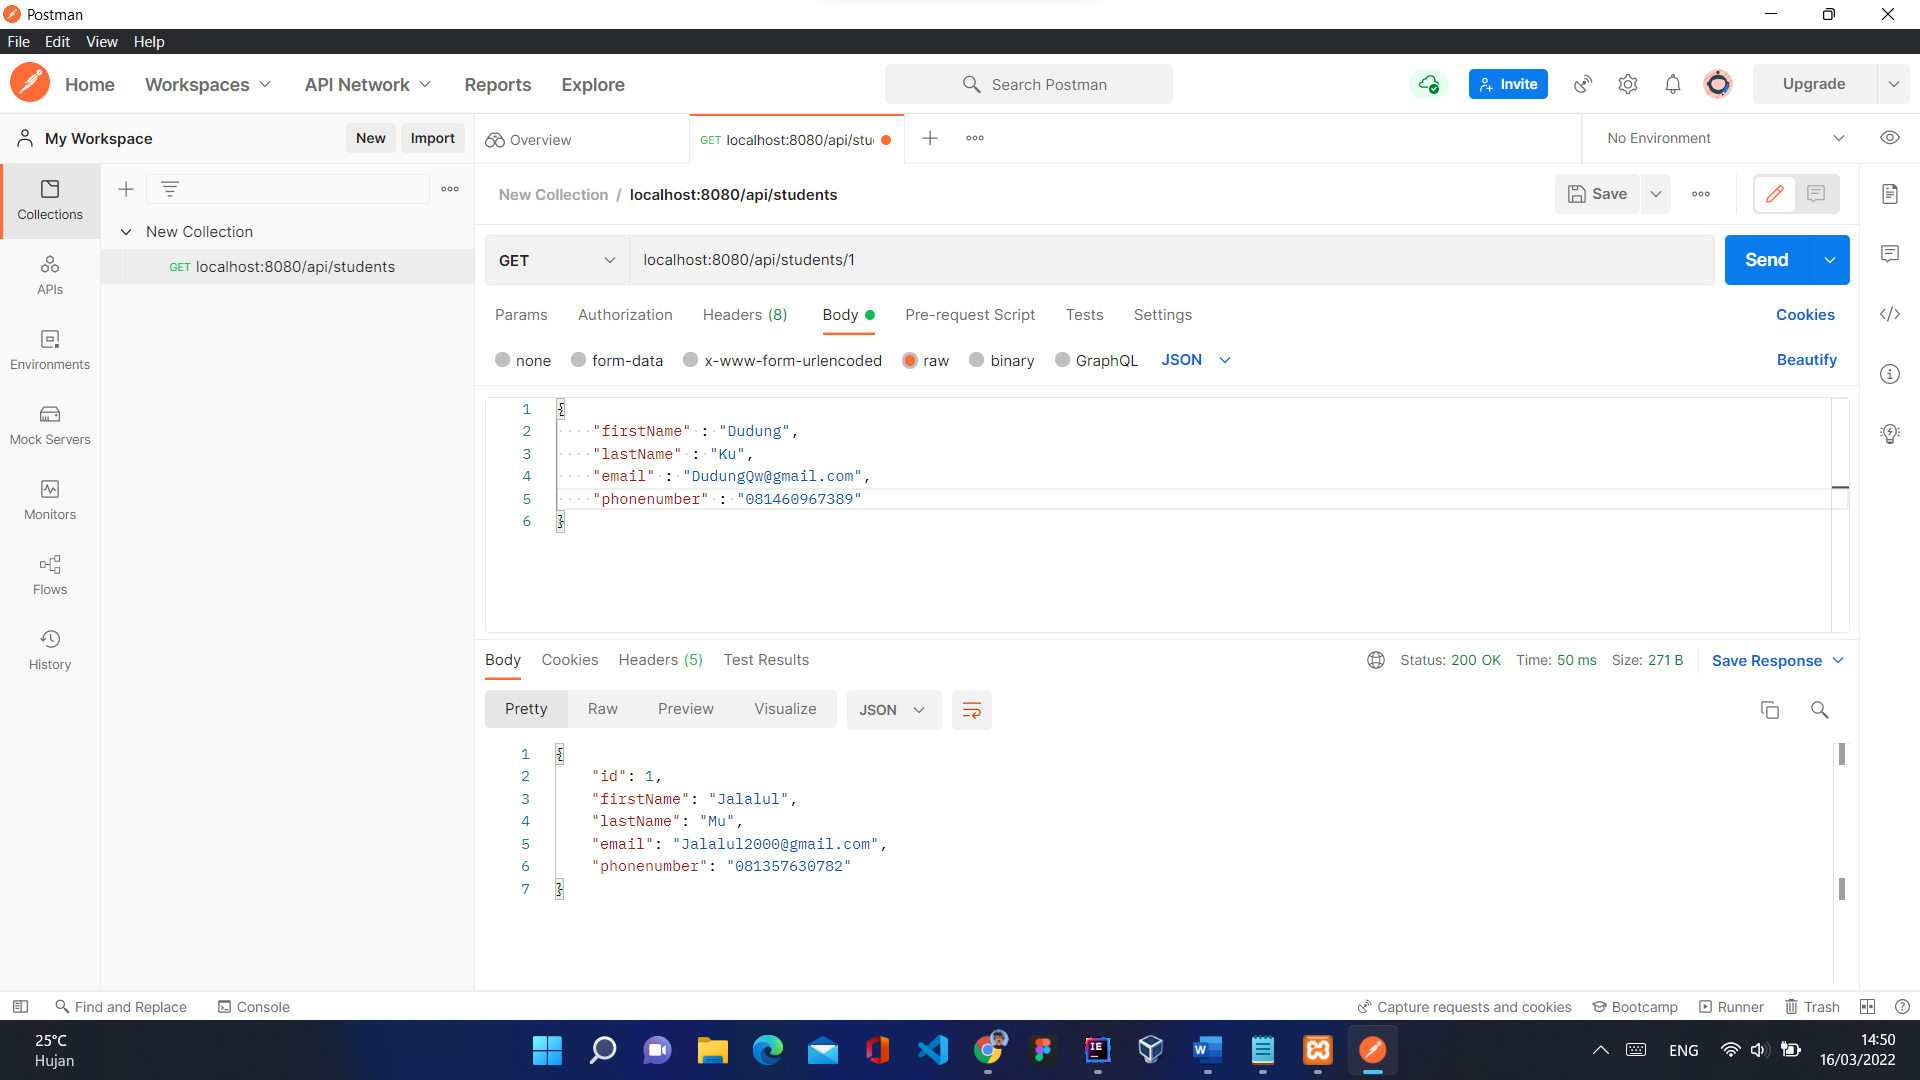 Postman
File Edit View Help
Home Workspaces API Network Reports Explore Search Postman Invite Upgrade
My Workspace New Import Overview GET localhost:8080/api/stu No Environment
New Collection / localhost:8080/api/students Save
Collections
New Collection
GET localhost:8080/api/students
APIs
Environments
Mock Servers
Monitors
Flows
History
GET localhost:8080/api/students/1 Send
Params Authorization Headers (8) Body Pre-request Script Tests Settings Cookies
none form-data x-www-form-urlencoded raw binary GraphQL JSON Beautify
1 {
2 "firstName" : "Dudung",
3 "lastName" : "Ku",
4 "email" : "DudungQw@gmail.com",
5 "phonenumber" : "081460967389"
6 }
Body Cookies Headers (5) Test Results Status: 200 OK Time: 50 ms Size: 271 B Save Response
Pretty Raw Preview Visualize JSON
1 {
2 "id": 1,
3 "firstName": "Jalalul",
4 "lastName": "Mu",
5 "email": "Jalalul2000@gmail.com",
6 "phonenumber": "081357630782"
7 }
Find and Replace Console Capture requests and cookies Bootcamp Runner Trash
25°C
Hujan
IE
W
ENG
14:50
16/03/2022